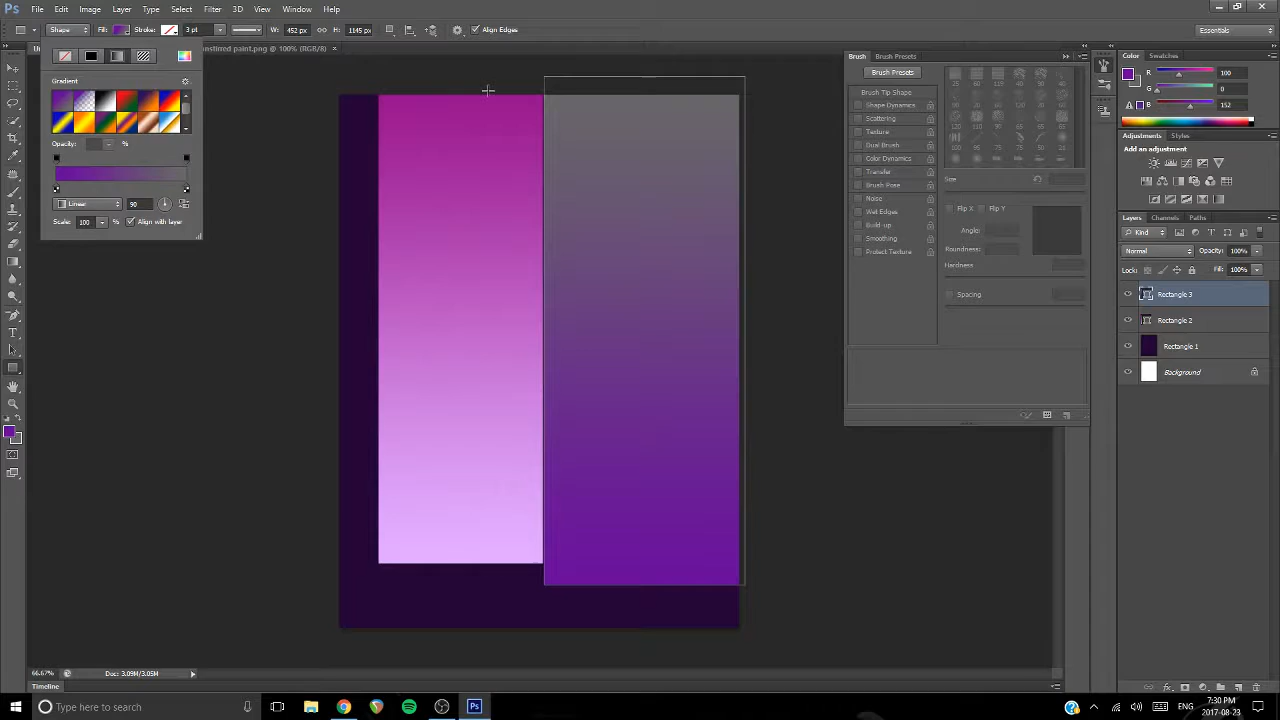 Ps File Edit Image Layer Type Select Filter 3D View Window Help
Shape Fill: Stroke: 3 pt W: 452 px H: 1145 px Align Edges Essentials
unstirred paint.png @ 100% (RGB/8) ×
Gradient
Opacity: %
Linear 90
Scale: 100 % Align with layer
Brush Brush Presets
Brush Presets
Brush Tip Shape
Shape Dynamics
Scattering
Texture
Dual Brush
Color Dynamics
Transfer
Brush Pose
Noise
Wet Edges
Build-up
Smoothing
Protect Texture
Size
Flip X Flip Y
Angle:
Roundness:
Hardness
Spacing
Color Swatches
R 100
G 0
B 152
Adjustments Styles
Add an adjustment
Layers Channels Paths
Kind
Normal Opacity: 100%
Lock: Fill: 100%
Rectangle 3
Rectangle 2
Rectangle 1
Background
66.67% Doc: 3.09M/3.05M
Timeline
Type here to search
Ps
ENG 7:30 PM
2017-08-23